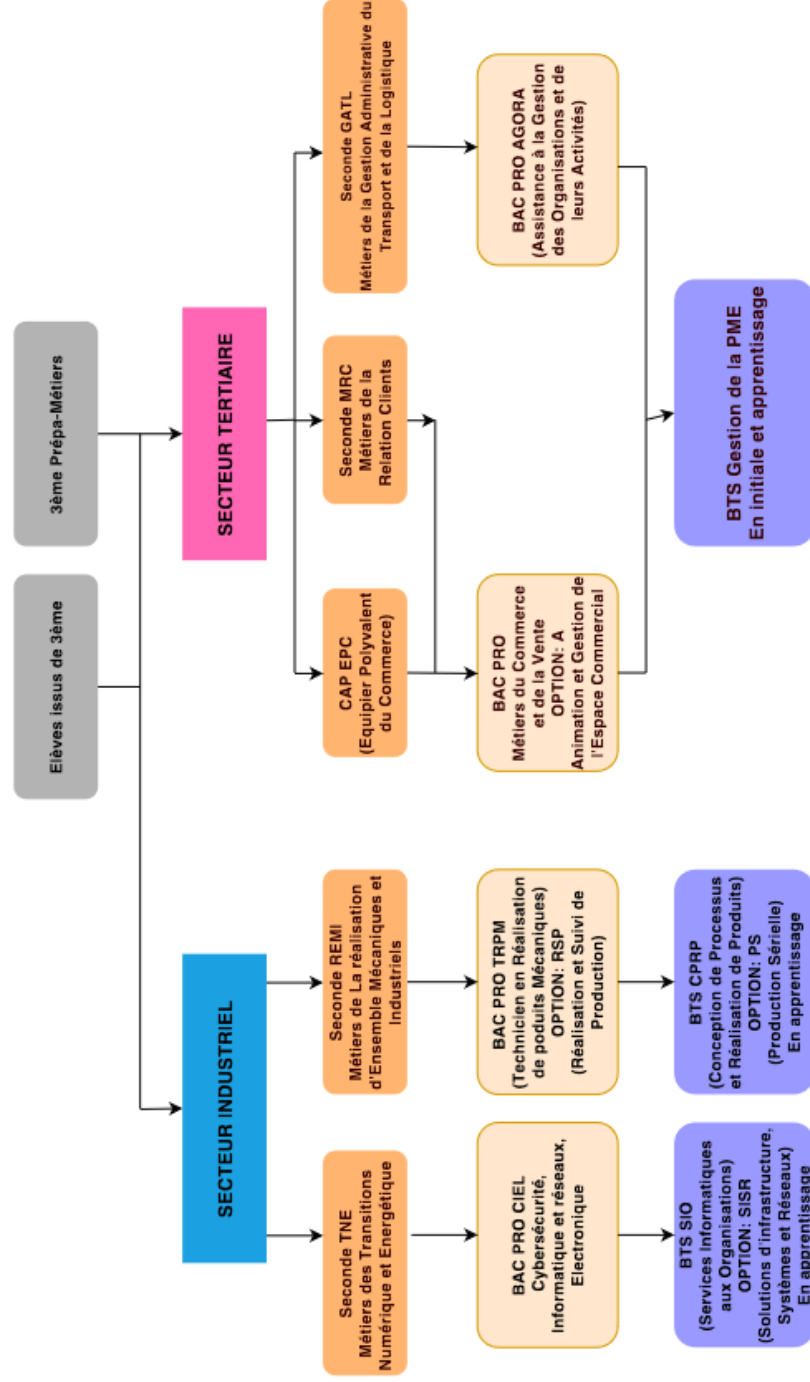 Elèves issus de 3ème
3ème Prépa-Métiers
SECTEUR INDUSTRIEL
SECTEUR TERTIAIRE
Seconde TNE
Métiers des Transitions
Numérique et Energétique
Seconde REMI
Métiers de La réalisation
d'Ensemble Mécaniques et
Industriels
CAP EPC
(Equipier Polyvalent
du Commerce)
Seconde MRC
Métiers de la
Relation Clients
Seconde GATL
Métiers de la Gestion Administrative du
Transport et de la Logistique
BAC PRO CIEL
Cybersécurité,
Informatique et réseaux,
Electronique
BAC PRO TRPM
(Technicien en Réalisation
de poduits Mécaniques)
OPTION: RSP
(Réalisation et Suivi de
Production)
BAC PRO
Métiers du Commerce
et de la Vente
OPTION: A
Animation et Gestion de
l'Espace Commercial
BAC PRO AGORA
(Assistance à la Gestion
des Organisations et de
leurs Activités)
BTS SIO
(Services Informatiques
aux Organisations)
OPTION: SISR
(Solutions d'infrastructure,
Systèmes et Réseaux)
En apprentissage
BTS CPRP
(Conception de Processus
et Réalisation de Produits)
OPTION: PS
(Production Sérielle)
En apprentissage
BTS Gestion de la PME
En initiale et apprentissage